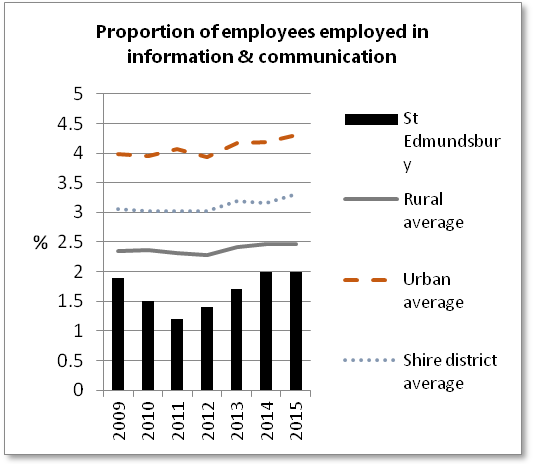 Proportion of employees employed in
information & communication
5
4.5
4
3.5
3
2.5
2
1.5
1
0.5
0
%
2009
2010
2011
2012
2013
2014
2015
St
Edmundsbur
y
Rural
average
Urban
average
Shire district
average